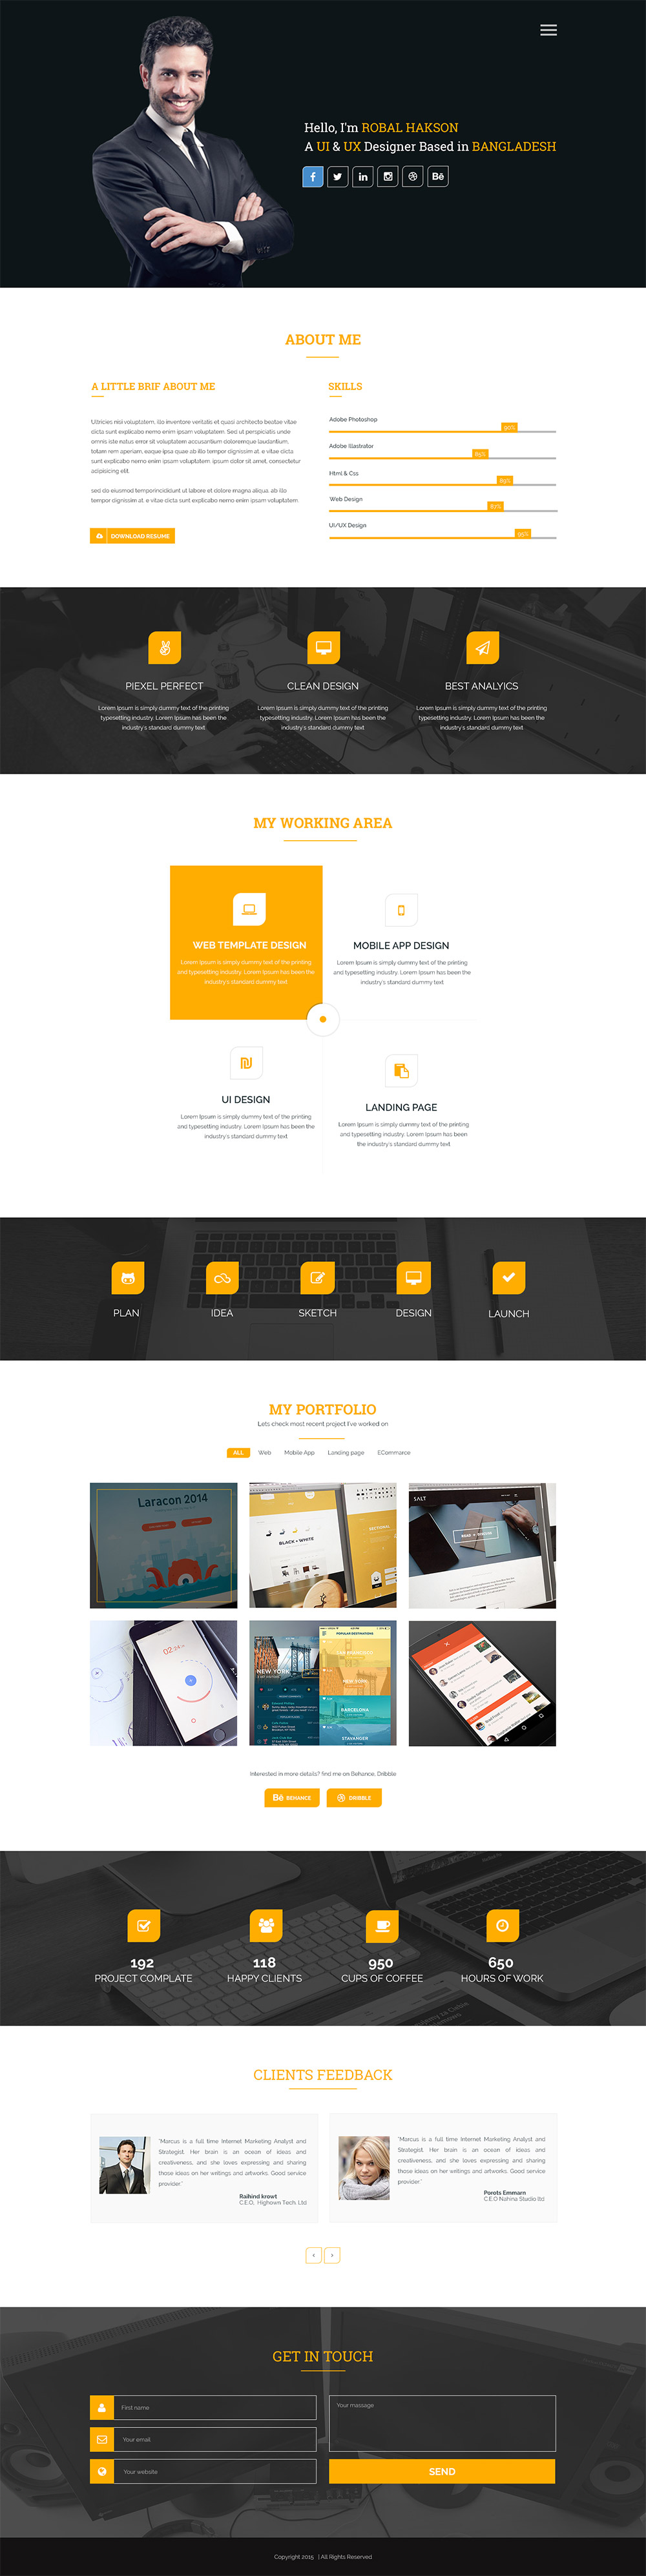 Hello, I'm ROBAL HAKSON
A UI & UX Designer Based in BANGLADESH
Bē
ABOUT ME
A LITTLE BRIF ABOUT ME
Utricies nisl voluptatem, illo inventore veritatis et quasi architecto beatae vitae
dicta sunt explicabo nemo enim ipsam voluptatem. Sed ut perspiciatis unde
omnis iste natus error sit voluptatem accusantium doloremque laudantium,
totam rem aperiam, eaque ipsa quae ab illo tempor dignissim at. e vitae dicta
sunt explicabo nemo enim ipsam voluptatem ipsum dolor sit amet, consectetur
adipisicing elit.
sed do eiusmod temporincididunt ut labore et dolore magna aliqua. ab illo
tempor dignissim at. e vitae dicta sunt explicabo nemo enim ipsam voluptatem.
DOWNLOAD RESUME
SKILLS
Adobe Photoshop
90%
Adobe Illastrator
85%
Html & Css
89%
Web Design
87%
UI/UX Design
95%
PIEXEL PERFECT
Lorem Ipsum is simply dummy text of the printing
typesetting industry. Lorem Ipsum has been the
industry's standard dummy text
CLEAN DESIGN
Lorem Ipsum is simply dummy text of the printing
typesetting industry. Lorem Ipsum has been the
industry's standard dummy text
BEST ANALYICS
Lorem Ipsum is simply dummy text of the printing
typesetting industry. Lorem Ipsum has been the
industry's standard dummy text
MY WORKING AREA
WEB TEMPLATE DESIGN
Lorem Ipsum is simply dummy text of the printing
and typesetting industry. Lorem Ipsum has been the
industry's standard dummy text
MOBILE APP DESIGN
Lorem Ipsum is simply dummy text of the printing
and typesetting industry. Lorem Ipsum has been the
industry's standard dummy text
UI DESIGN
Lorem Ipsum is simply dummy text of the printing
and typesetting industry. Lorem Ipsum has been the
industry's standard dummy text
LANDING PAGE
Lorem Ipsum is simply dummy text of the printing
and typesetting industry. Lorem Ipsum has been
the industry's standard dummy text
PLAN
IDEA
SKETCH
DESIGN
LAUNCH
MY PORTFOLIO
Lets check most recent project I've worked on
ALL Web Mobile App Landing page ECommarce
Laracon 2014
BLACK + WHITE
SALT
02:24
POPULAR DESTINATIONS
SAN FRANCISCO
NEW YORK
NEW YORK
BARCELONA
STAVANGER
Interested in more details? find me on Behance, Dribble
Bē BEHANCE
DRIBBLE
192
PROJECT COMPLATE
118
HAPPY CLIENTS
950
CUPS OF COFFEE
650
HOURS OF WORK
CLIENTS FEEDBACK
"Marcus is a full time Internet Marketing Analyst and
Strategist. Her brain is an ocean of ideas and
creativeness, and she loves expressing and sharing
those ideas on her writings and artworks. Good service
provider."
Raihind krowt
C.E.O, Highown Tech. Ltd
"Marcus is a full time Internet Marketing Analyst and
Strategist. Her brain is an ocean of ideas and
creativeness, and she loves expressing and sharing
those ideas on her writings and artworks. Good service
provider."
Porots Emmarn
C.E.O Nahina Studio ltd
GET IN TOUCH
First name
Your email
Your website
Your massage
SEND
Copyright 2015 | All Rights Reserved